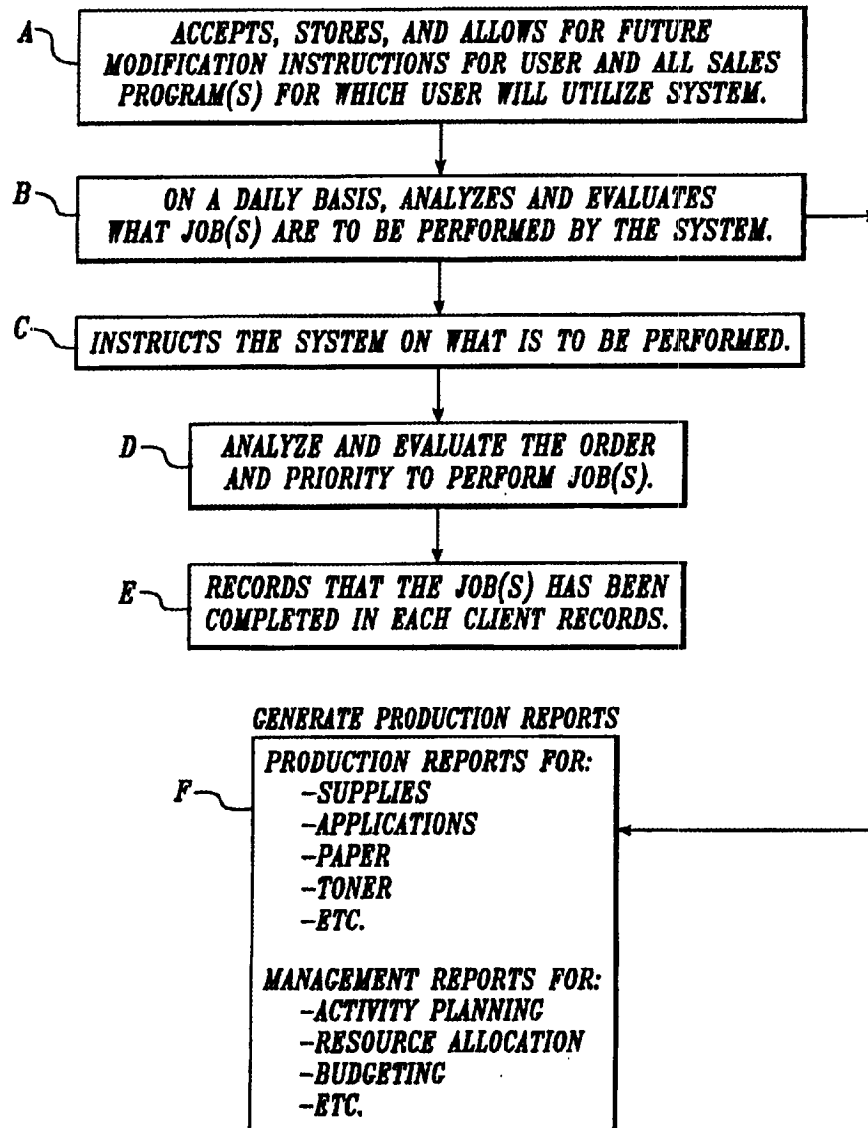 A
ACCEPTS, STORES, AND ALLOWS FOR FUTURE
MODIFICATION INSTRUCTIONS FOR USER AND ALL SALES
PROGRAM(S) FOR WHICH USER WILL UTILIZE SYSTEM.
B
ON A DAILY BASIS, ANALYZES AND EVALUATES
WHAT JOB(S) ARE TO BE PERFORMED BY THE SYSTEM.
C
INSTRUCTS THE SYSTEM ON WHAT IS TO BE PERFORMED.
D
ANALYZE AND EVALUATE THE ORDER
AND PRIORITY TO PERFORM JOB(S).
E
RECORDS THAT THE JOB(S) HAS BEEN
COMPLETED IN EACH CLIENT RECORDS.
GENERATE PRODUCTION REPORTS
F
PRODUCTION REPORTS FOR:
-SUPPLIES
-APPLICATIONS
-PAPER
-TONER
-ETC.
MANAGEMENT REPORTS FOR:
-ACTIVITY PLANNING
-RESOURCE ALLOCATION
-BUDGETING
-ETC.